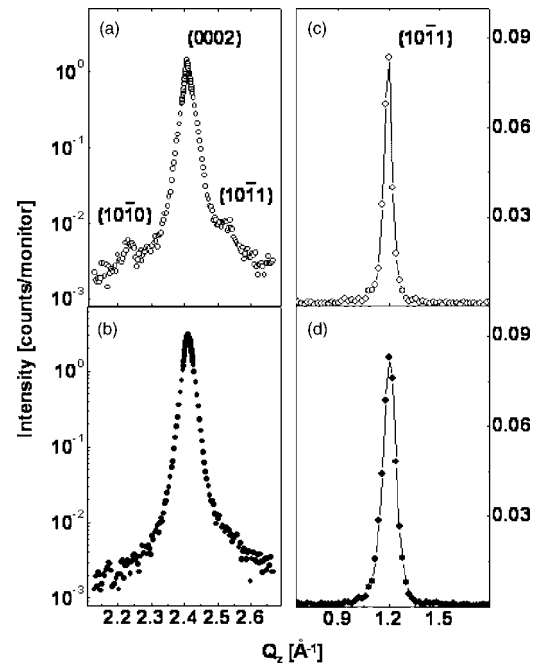 (a)
{0002}
{101̄0}
{101̄1}
10⁰
10⁻¹
10⁻²
10⁻³
(c)
{101̄1}
0.09
0.06
0.03
Intensity [counts/monitor]
(b)
10⁰
10⁻¹
10⁻²
10⁻³
2.2 2.3 2.4 2.5 2.6
(d)
0.09
0.06
0.03
0.9 1.2 1.5
Q_z [Å⁻¹]